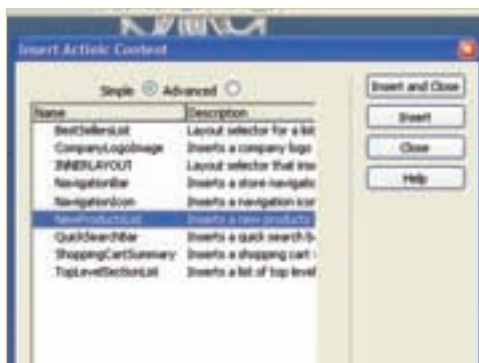 Insert Actinic Content
Simple Advanced
Insert and Close
Name Description
Insert
BestSellersList Layout selector for a list
CompanyLogoImage Inserts a company logo
Close
INNERLAYOUT Layout selector that inse
NavigationBar Inserts a store navigatio
Help
NavigationIcon Inserts a navigation icon
NewProductsList Inserts a new products
QuickSearchBar Inserts a quick search b
ShoppingCartSummary Inserts a shopping cart
TopLevelSectionList Inserts a list of top level